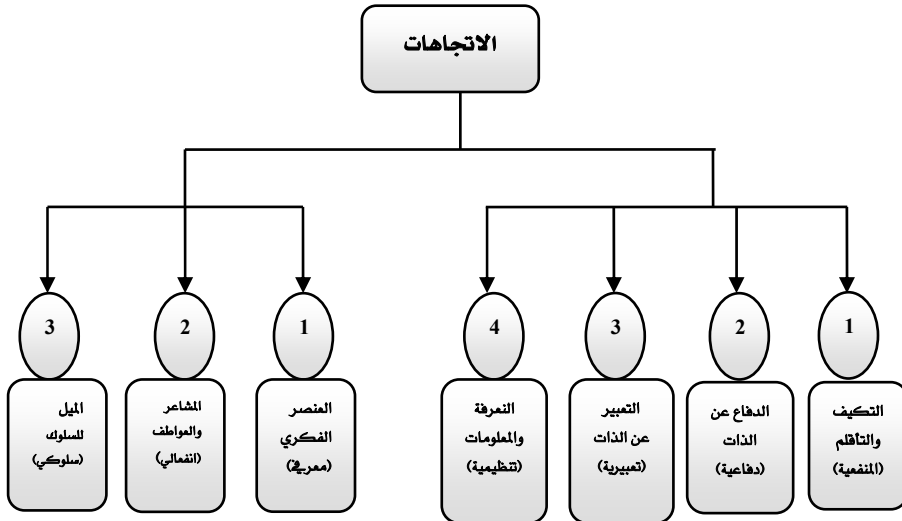 الاتجاهات
1
التكيف
والتأقلم
(المنفعية)
2
الدفاع عن
الذات
(دفاعية)
3
التعبير
عن الذات
(تعبيرية)
4
النعرفة
والمعلومات
(تنظيمية)
1
العنصر
الفكري
(معرفي)
2
المشاعر
والعواطف
(انفعالي)
3
الميل
للسلوك
(سلوكي)